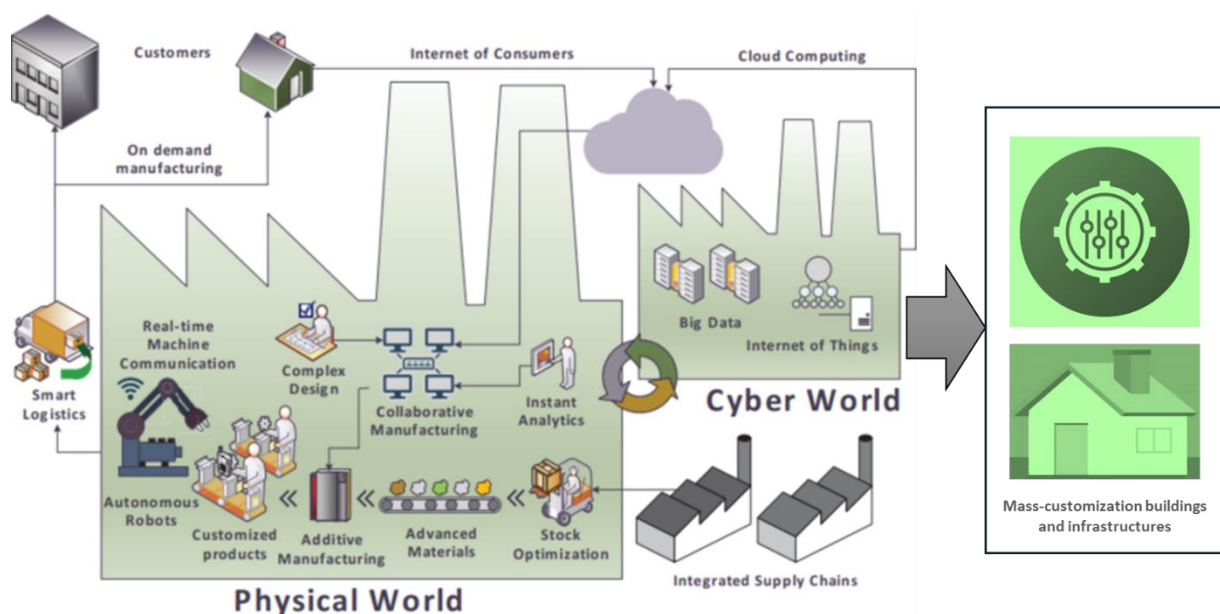 Customers
Internet of Consumers
Cloud Computing
On demand
manufacturing
Real-time
Machine
Communication
Smart
Logistics
Complex
Design
Collaborative
Manufacturing
Instant
Analytics
Big Data
Internet of Things
Cyber World
Autonomous
Robots
Customized
products
Additive
Manufacturing
Advanced
Materials
Stock
Optimization
Integrated Supply Chains
Physical World
Mass-customization buildings
and infrastructures